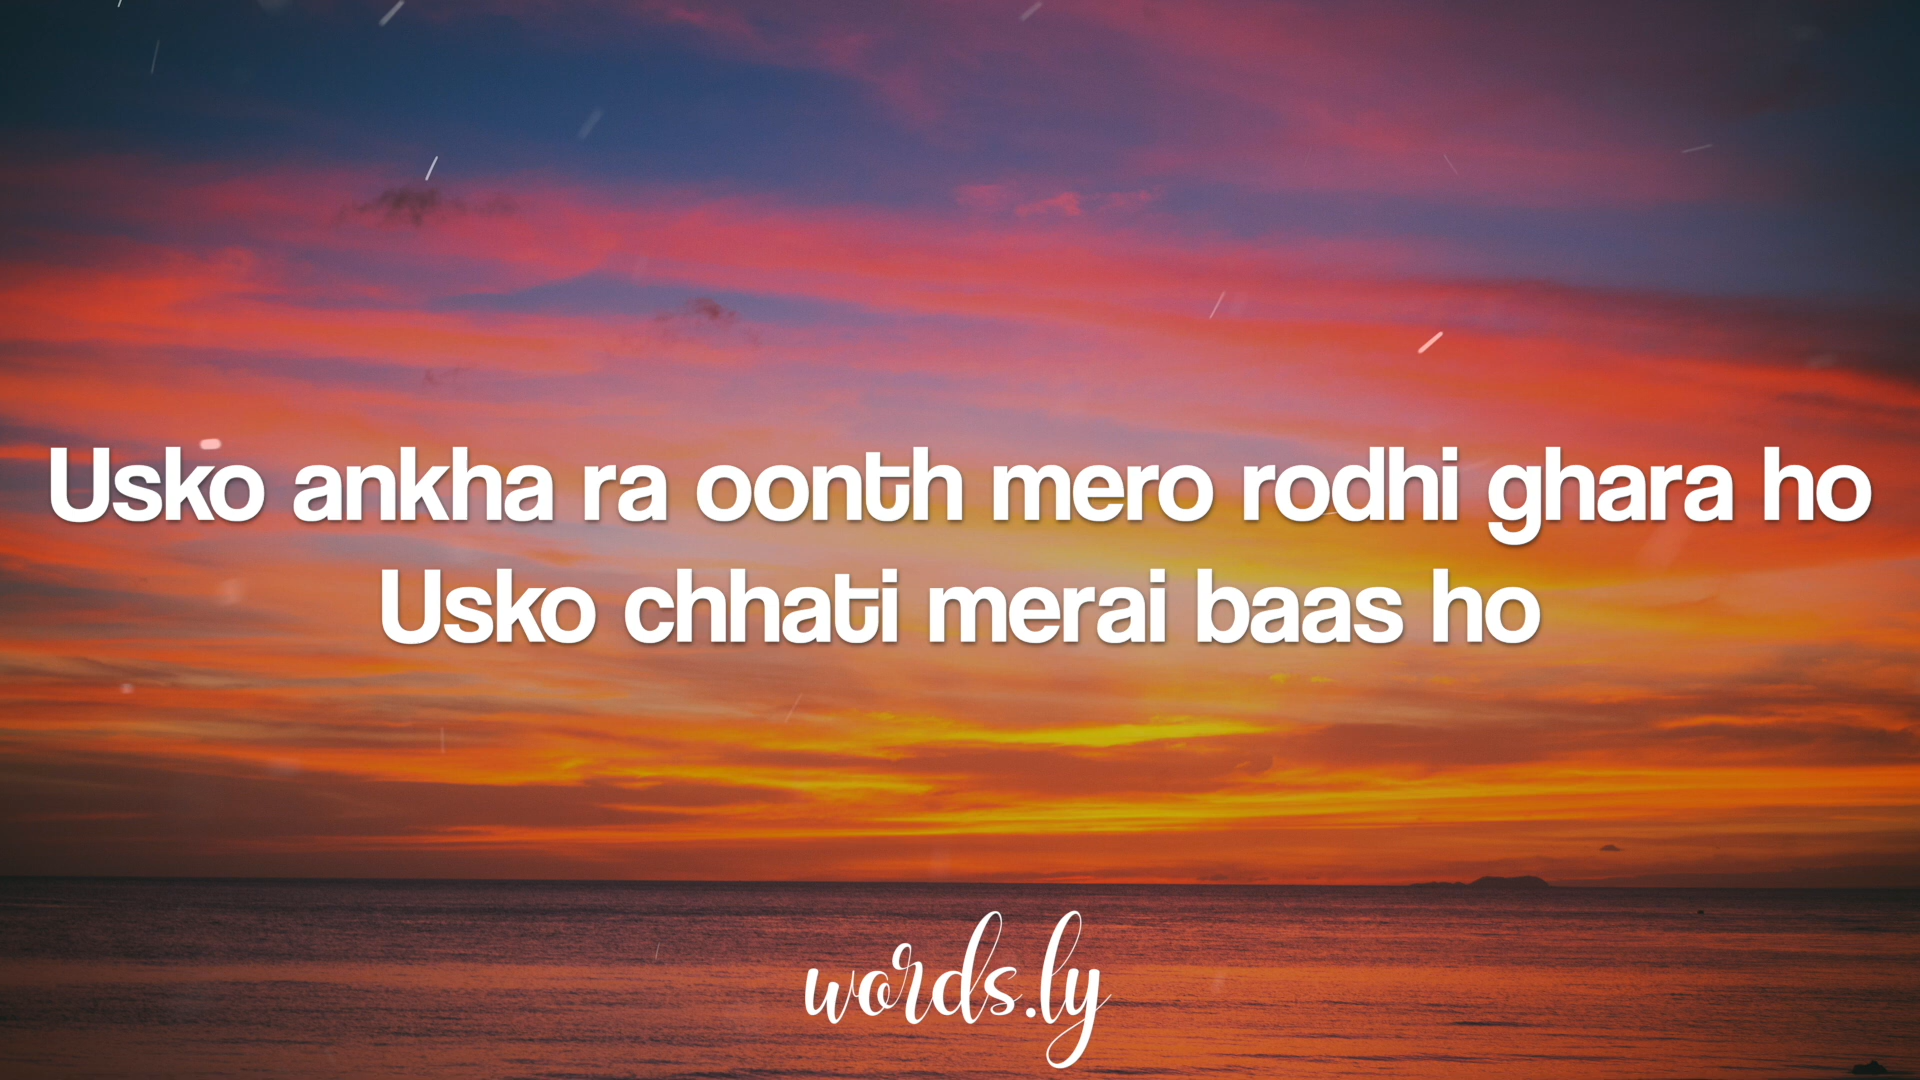 Usko ankha ra oonth mero rodhi ghara ho
Usko chhati merai baas ho
words.ly